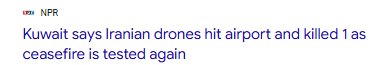 NPR
Kuwait says Iranian drones hit airport and killed 1 as
ceasefire is tested again